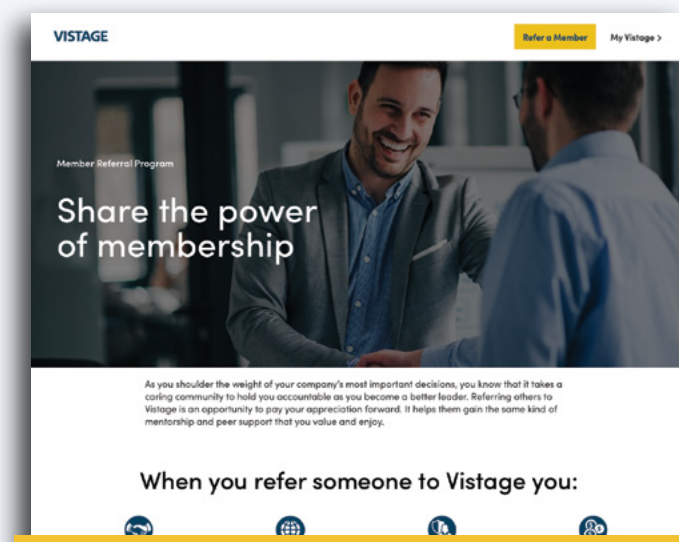 VISTAGE
Refer a Member
My Vistage >
Member Referral Program
Share the power
of membership
As you shoulder the weight of your company's most important decisions, you know that it takes a
caring community to hold you accountable as you become a better leader. Referring others to
Vistage is an opportunity to pay your appreciation forward. It helps them gain the same kind of
mentorship and peer support that you value and enjoy.
When you refer someone to Vistage you: